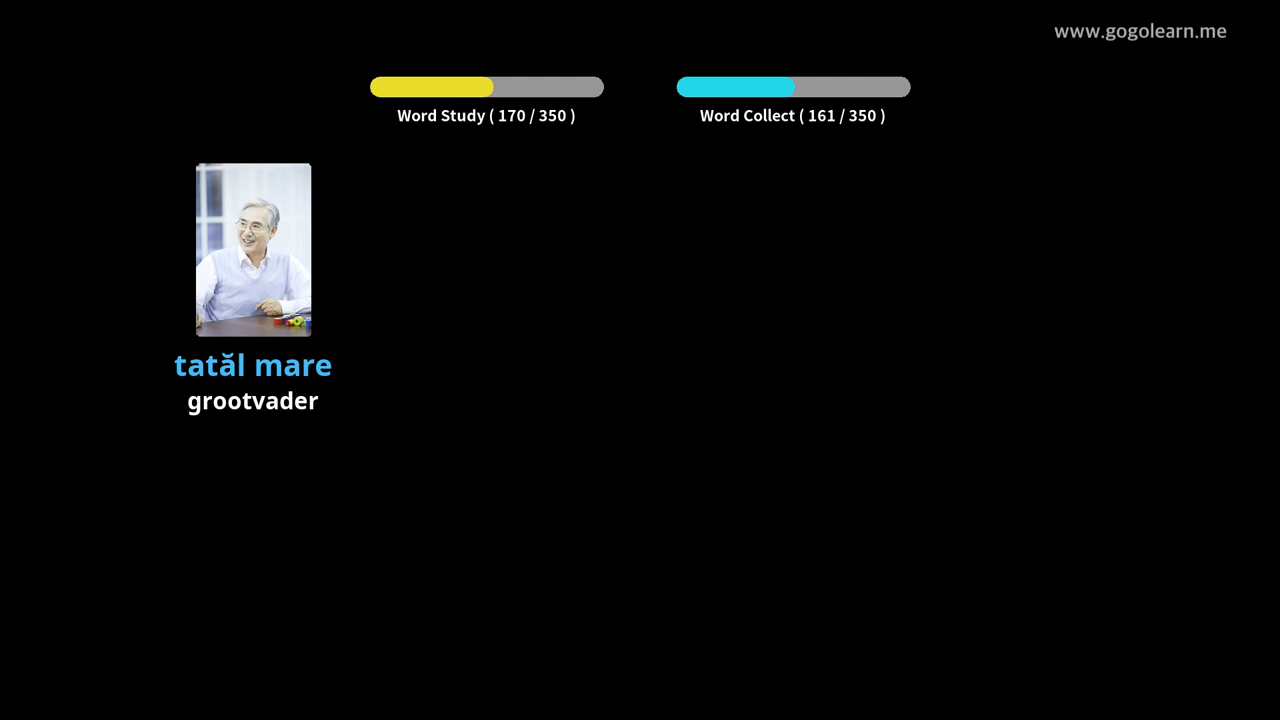 www.gogolearn.me
Word Study ( 170 / 350 )
Word Collect ( 161 / 350 )
tatăl mare
grootvader